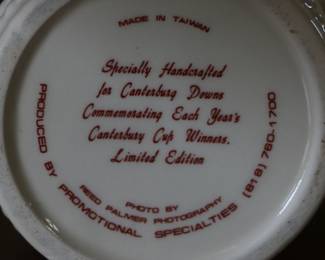 MADE IN TAIWAN
Specially Handcrafted
for Canterburg Downs
Commemorating Each Year's
Canterbury Cup Winners.
Limited Edition
PHOTO BY
REED PALMER PHOTOGRAPHY
PRODUCED BY PROMOTIONAL SPECIALTIES (818) 760-1700